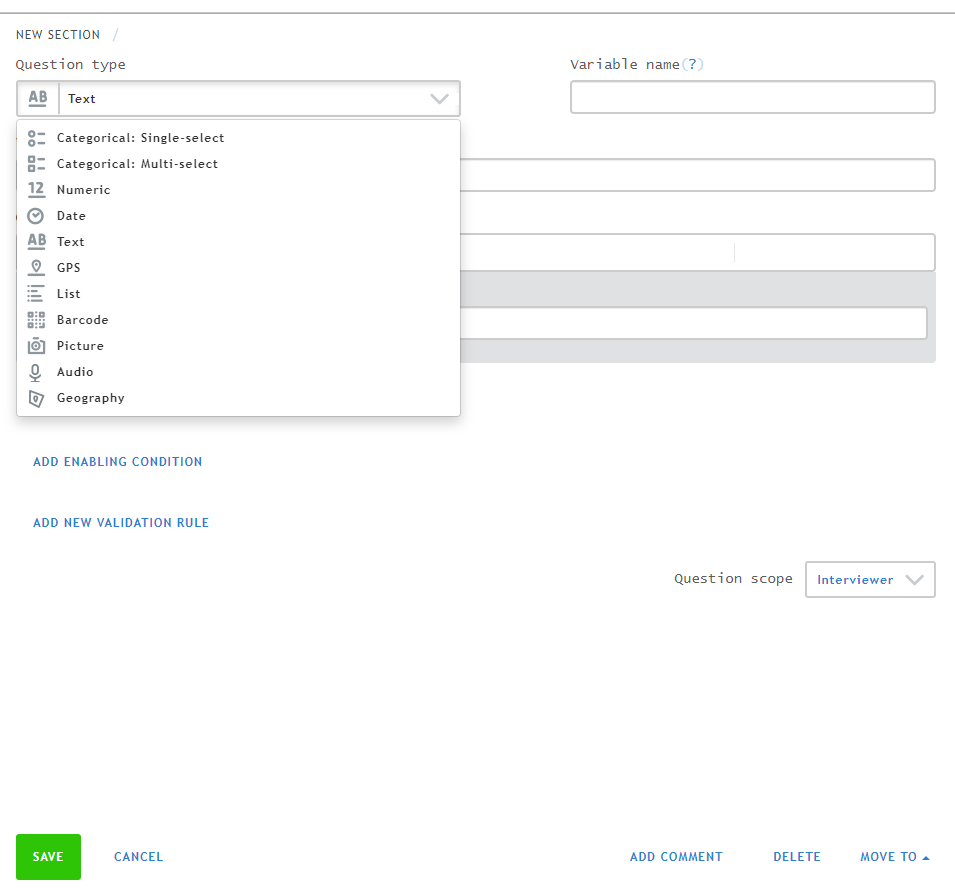 NEW SECTION /
Question type
Variable name(?)
AB Text
Categorical: Single-select
Categorical: Multi-select
12 Numeric
Date
AB Text
GPS
List
Barcode
Picture
Audio
Geography
ADD ENABLING CONDITION
ADD NEW VALIDATION RULE
Question scope Interviewer
SAVE CANCEL ADD COMMENT DELETE MOVE TO